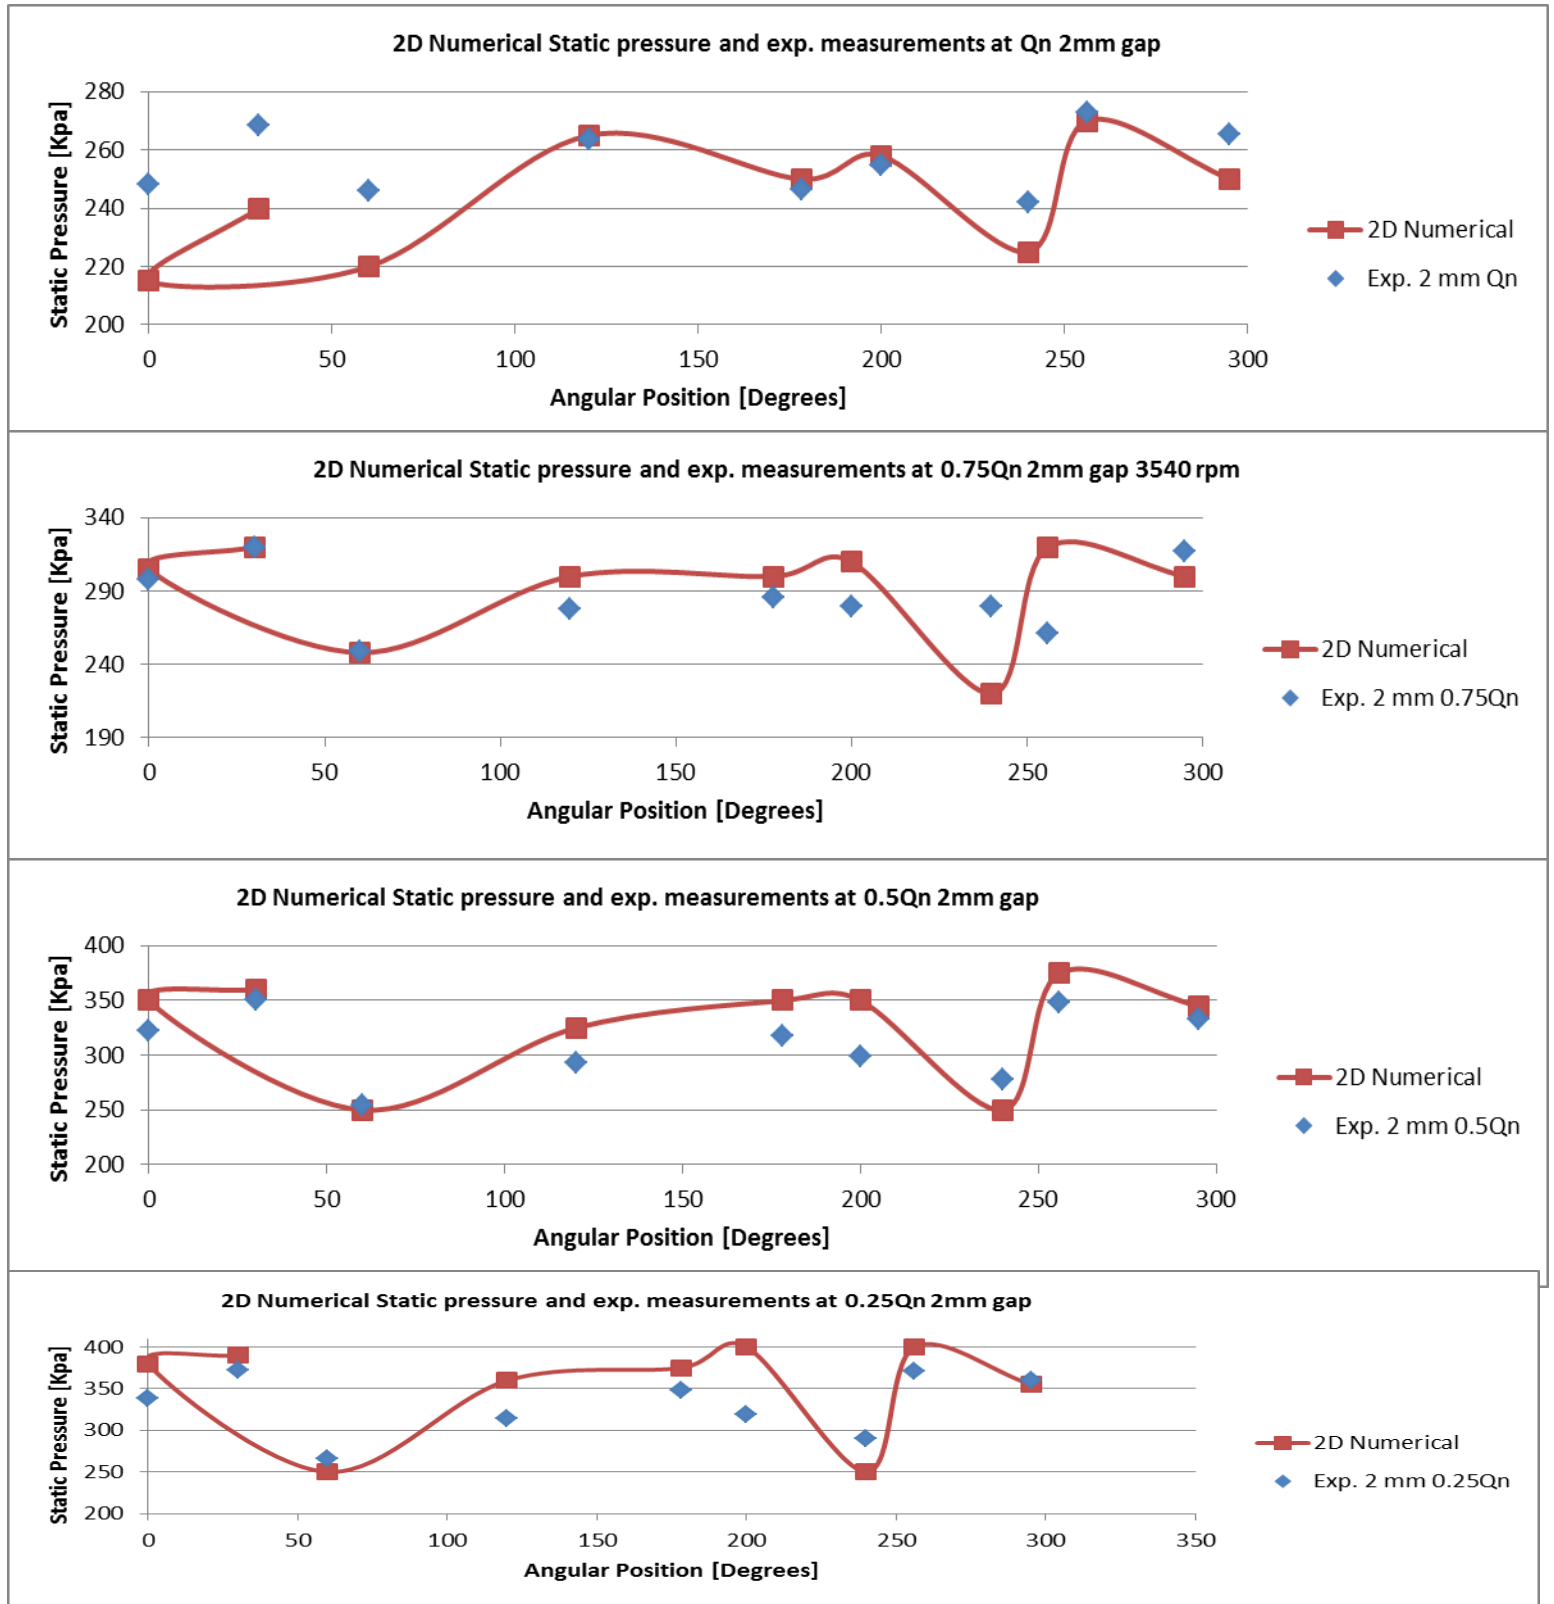 2D Numerical Static pressure and exp. measurements at Qn 2mm gap
Static Pressure [Kpa]
280
260
240
220
200
0 50 100 150 200 250 300
Angular Position [Degrees]
2D Numerical
Exp. 2 mm Qn
2D Numerical Static pressure and exp. measurements at 0.75Qn 2mm gap 3540 rpm
Static Pressure [Kpa]
340
290
240
190
0 50 100 150 200 250 300
Angular Position [Degrees]
2D Numerical
Exp. 2 mm 0.75Qn
2D Numerical Static pressure and exp. measurements at 0.5Qn 2mm gap
Static Pressure [Kpa]
400
350
300
250
200
0 50 100 150 200 250 300
Angular Position [Degrees]
2D Numerical
Exp. 2 mm 0.5Qn
2D Numerical Static pressure and exp. measurements at 0.25Qn 2mm gap
Static Pressure [Kpa]
400
350
300
250
200
0 50 100 150 200 250 300 350
Angular Position [Degrees]
2D Numerical
Exp. 2 mm 0.25Qn